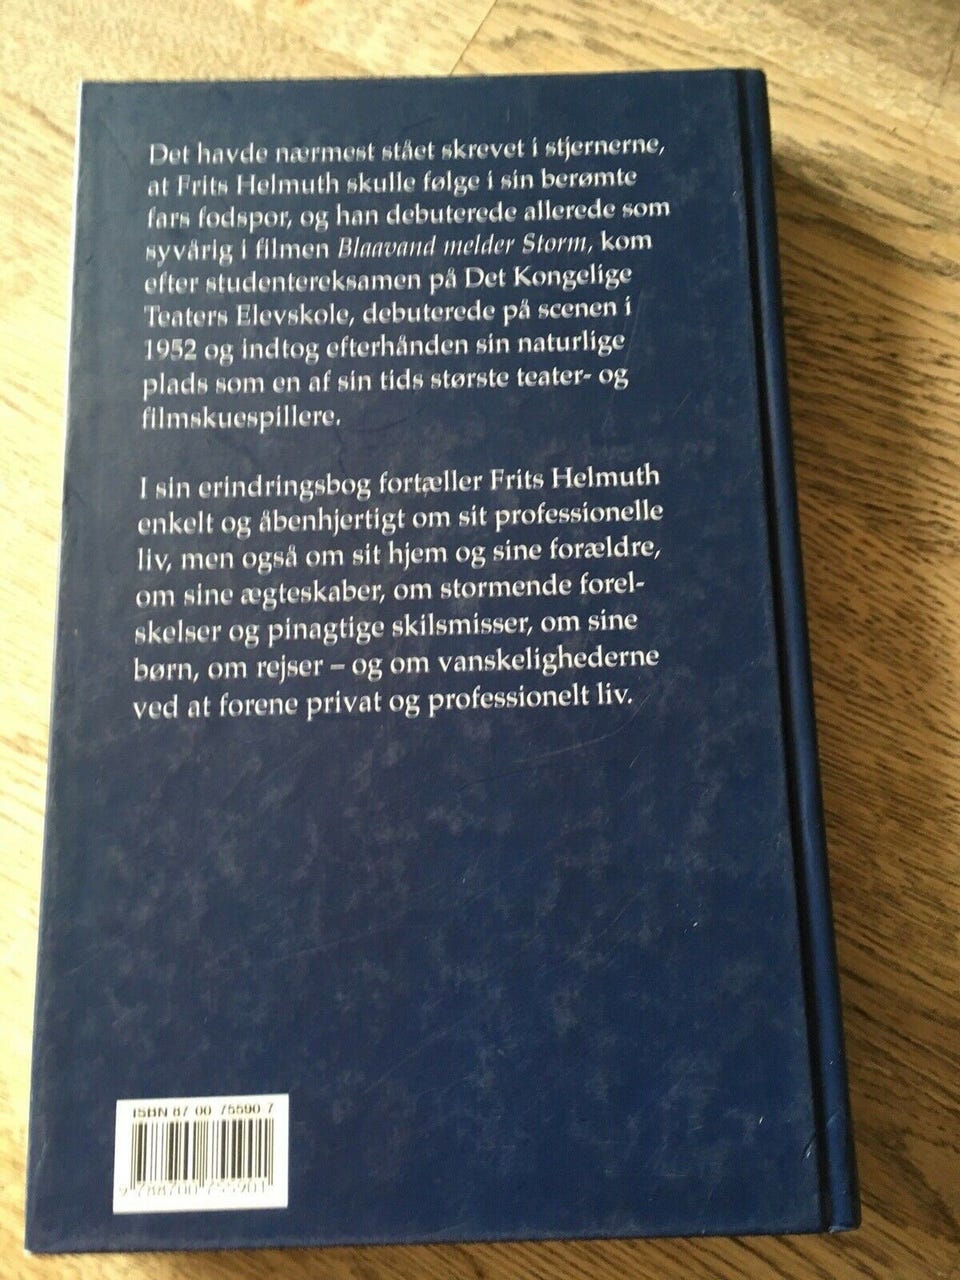 Det havde nærmest stået skrevet i stjernerne,
at Frits Helmuth skulle følge i sin berømte
fars fodspor, og han debuterede allerede som
syvårig i filmen Blaavand melder Storm, kom
efter studentereksamen på Det Kongelige
Teaters Elevskole, debuterede på scenen i
1952 og indtog efterhånden sin naturlige
plads som en af sin tids største teater- og
filmskuespillere.
I sin erindringsbog fortæller Frits Helmuth
enkelt og åbenhjertigt om sit professionelle
liv, men også om sit hjem og sine forældre,
om sine ægteskaber, om stormende forel-
skelser og pinagtige skilsmisser, om sine
børn, om rejser – og om vanskelighederne
ved at forene privat og professionelt liv.
ISBN 87 00 75590 7
9 788700 755901